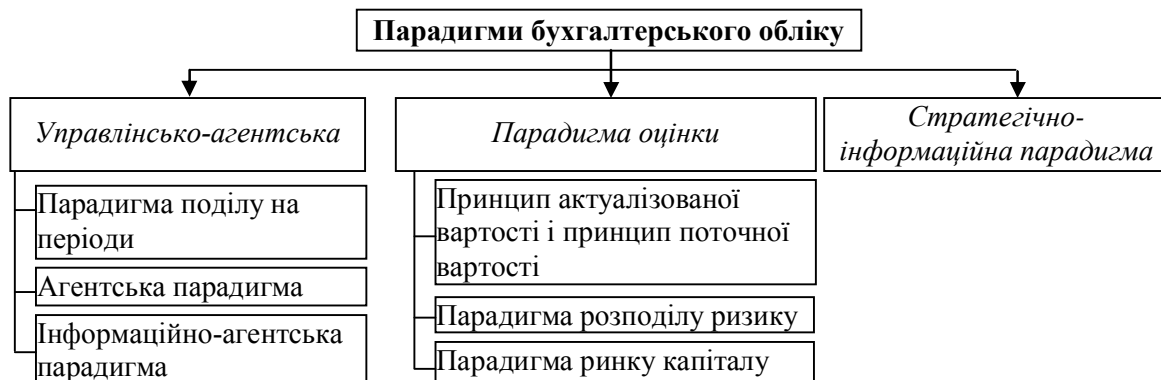 Парадигми бухгалтерського обліку
Управлінсько-агентська
Парадигма поділу на
періоди
Агентська парадигма
Інформаційно-агентська
парадигма
Парадигма оцінки
Принцип актуалізованої
вартості і принцип поточної
вартості
Парадигма розподілу ризику
Парадигма ринку капіталу
Стратегічно-
інформаційна парадигма